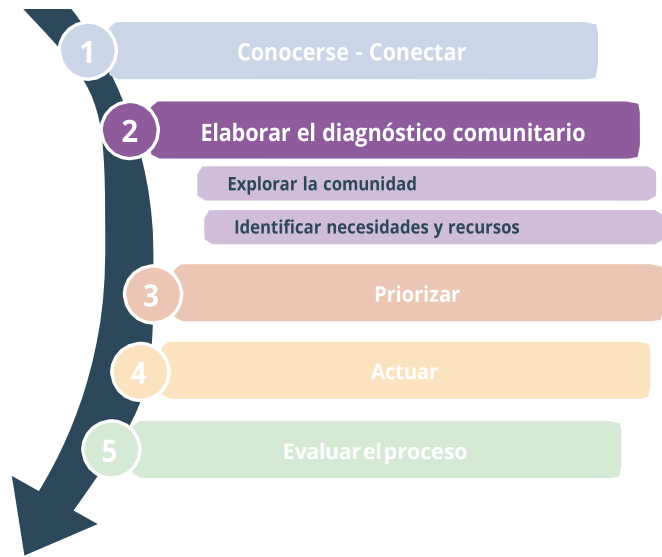 1
Conocerse - Conectar
2
Elaborar el diagnóstico comunitario
Explorar la comunidad
Identificar necesidades y recursos
3
Priorizar
4
Actuar
5
Evaluar el proceso